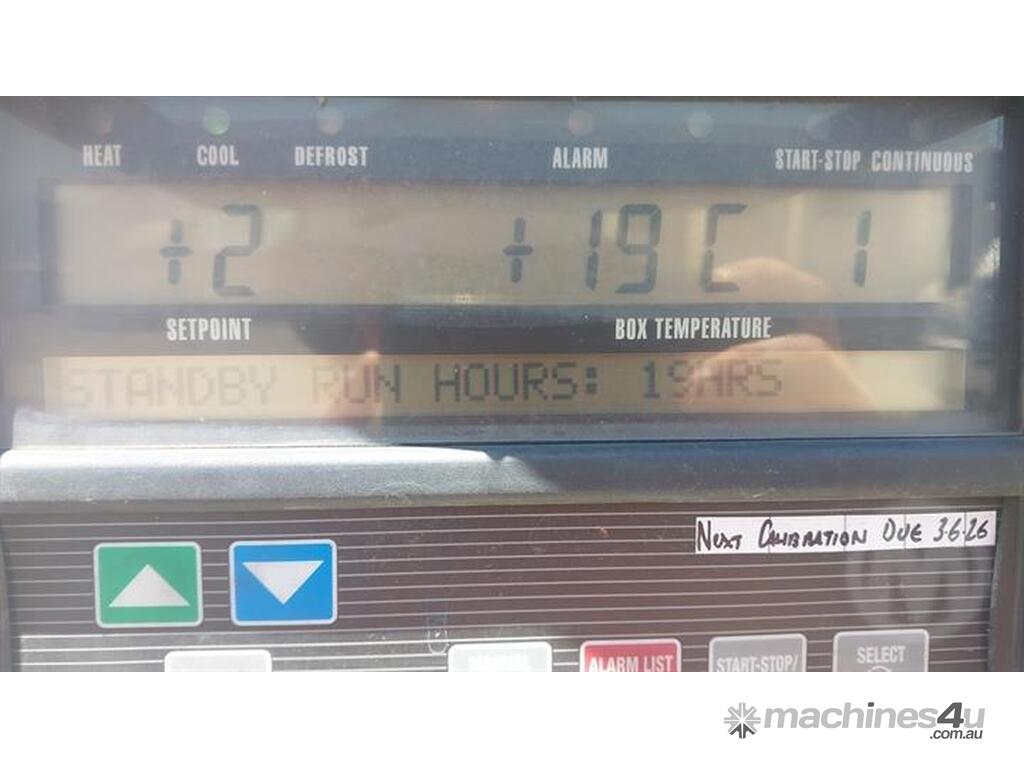 HEAT COOL DEFROST ALARM START-STOP CONTINUOUS
+2 +19C 1
SETPOINT BOX TEMPERATURE
STANDBY RUN HOURS: 19HRS
NEXT CALIBRATION DUE 3-6-26
MANUAL ALARM LIST START-STOP/ SELECT
machines4u
.com.au